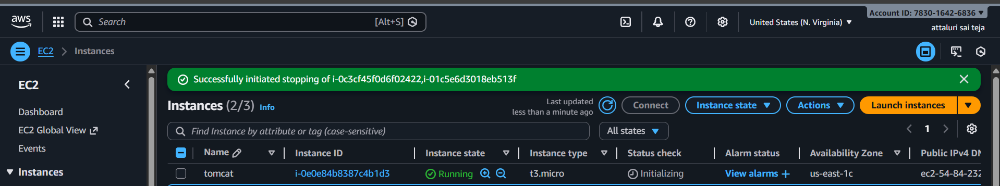 aws
Search [Alt+S]
United States (N. Virginia)
Account ID: 7830-1642-6836
attaluri sai teja
EC2 > Instances
EC2
Dashboard
EC2 Global View
Events
Instances
Successfully initiated stopping of i-0c3cf45f0d6f02422,i-01c5e6d3018eb513f
Instances (2/3) Info
Last updated
less than a minute ago
Connect
Instance state
Actions
Launch instances
Find Instance by attribute or tag (case-sensitive)
All states
1
Name Instance ID Instance state Instance type Status check Alarm status Availability Zone Public IPv4 DN
tomcat i-0e0e84b8387c4b1d3 Running t3.micro Initializing View alarms + us-east-1c ec2-54-84-232